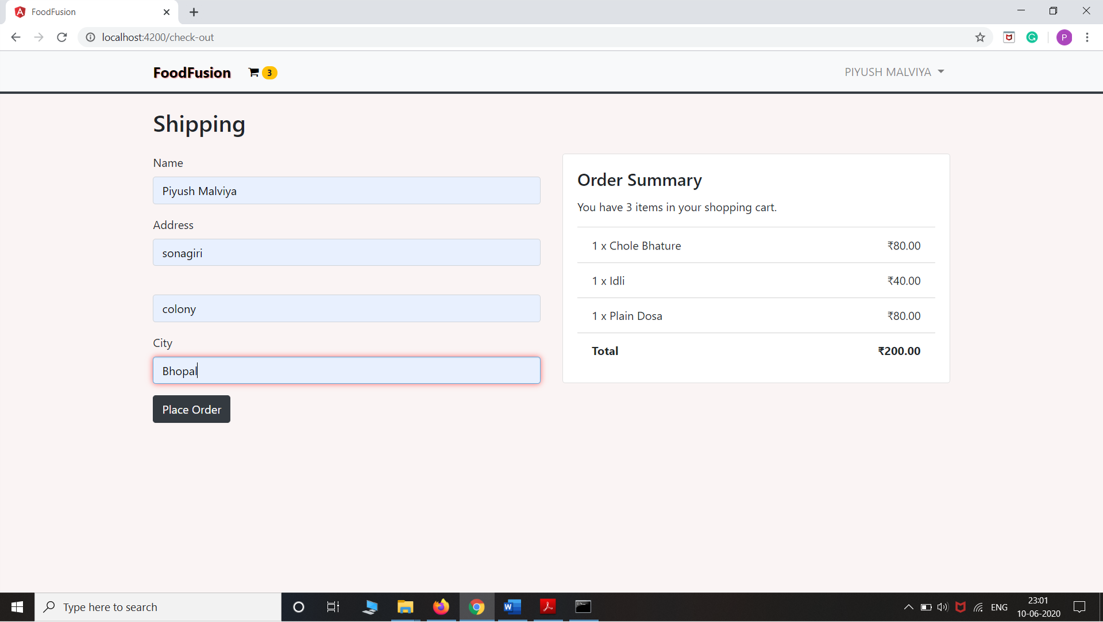 FoodFusion
localhost:4200/check-out
P
FoodFusion 3 PIYUSH MALVIYA
Shipping
Name
Piyush Malviya
Address
sonagiri
colony
City
Bhopal
Place Order
Order Summary
You have 3 items in your shopping cart.
1 x Chole Bhature ₹80.00
1 x Idli ₹40.00
1 x Plain Dosa ₹80.00
Total ₹200.00
Type here to search
ENG
23:01
10-06-2020